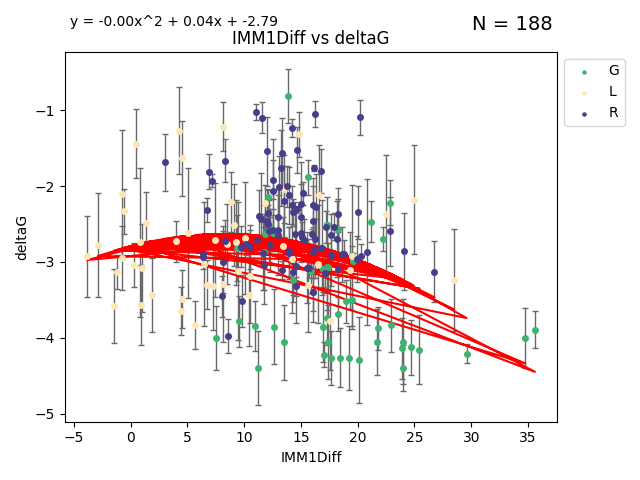 y = -0.00x^2 + 0.04x + -2.79
N = 188
IMM1Diff vs deltaG
G
L
R
deltaG
−1
−2
−3
−4
−5
−5 0 5 10 15 20 25 30 35
IMM1Diff